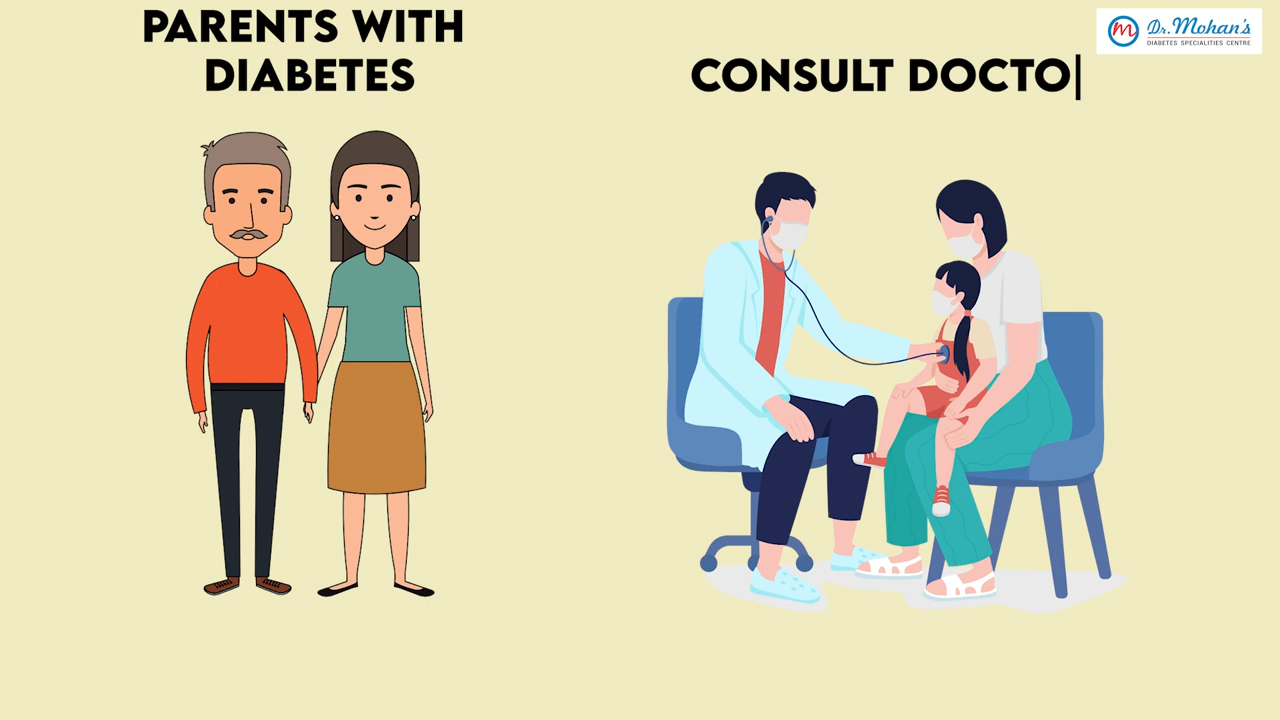 PARENTS WITH
DIABETES
CONSULT DOCTO
m Dr. Mohan's
DIABETES SPECIALITIES CENTRE